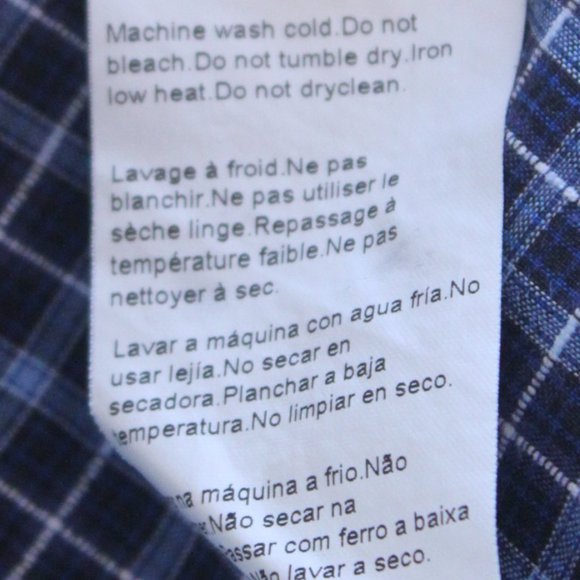 Machine wash cold.Do not
bleach.Do not tumble dry.Iron
low heat.Do not dryclean.
Lavage à froid.Ne pas
blanchir.Ne pas utiliser le
sèche linge.Repassage à
température faible.Ne pas
nettoyer à sec.
Lavar a máquina con agua fría.No
usar lejía.No secar en
secadora.Planchar a baja
temperatura.No limpiar en seco.
máquina a frio.Não
Não secar na
com ferro a baixa
Não lavar a seco.